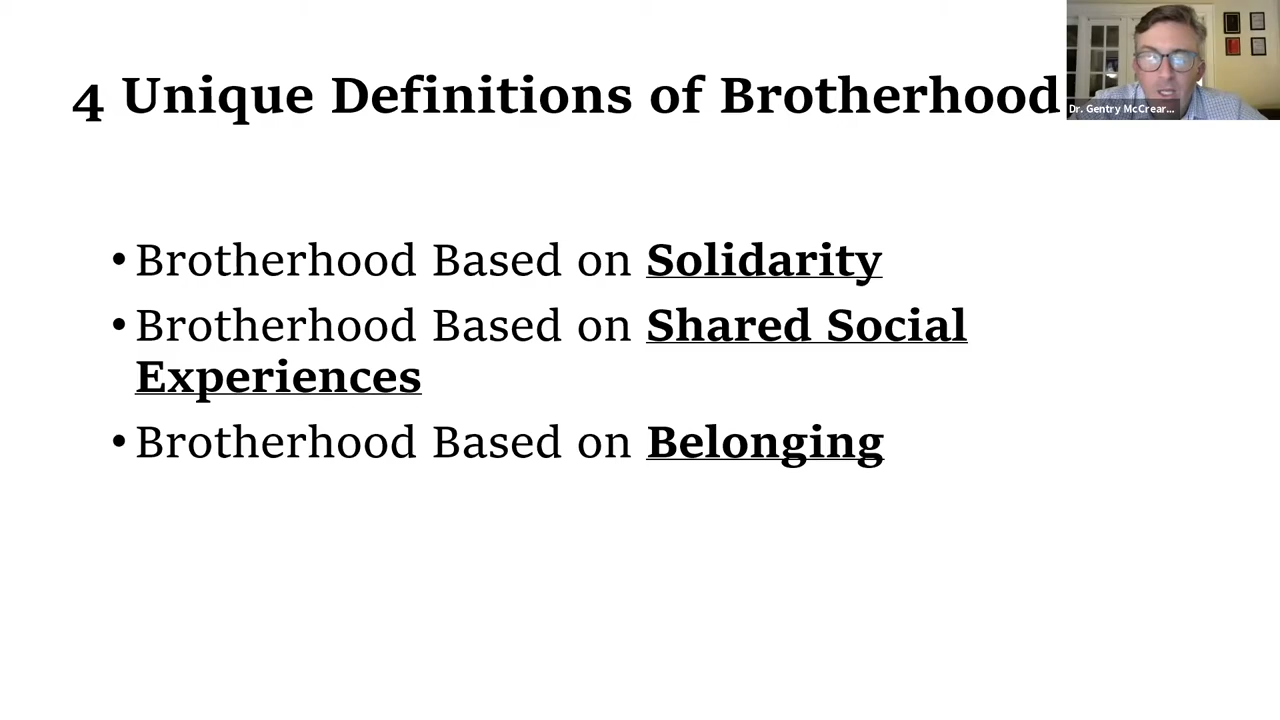 4 Unique Definitions of Brotherhood
Dr. Gentry McCrear...
• Brotherhood Based on Solidarity
• Brotherhood Based on Shared Social
Experiences
• Brotherhood Based on Belonging